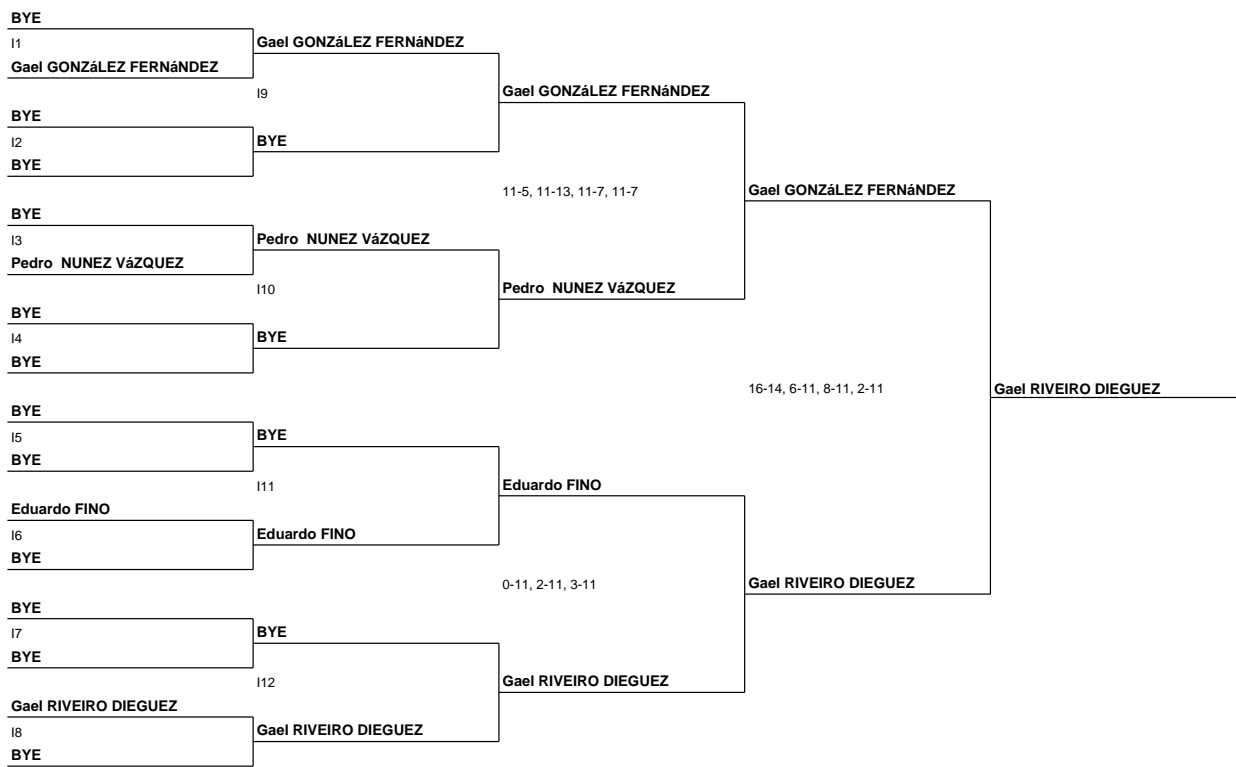 BYE
I1
Gael GONZáLEZ FERNáNDEZ
BYE
I2
BYE
BYE
I3
Pedro  NUNEZ VáZQUEZ
BYE
I4
BYE
BYE
I5
BYE
Eduardo FINO
I6
BYE
BYE
I7
BYE
Gael RIVEIRO DIEGUEZ
I8
BYE
Gael GONZáLEZ FERNáNDEZ
I9
BYE
Pedro  NUNEZ VáZQUEZ
I10
BYE
BYE
I11
Eduardo FINO
BYE
I12
Gael RIVEIRO DIEGUEZ
Gael GONZáLEZ FERNáNDEZ
11-5, 11-13, 11-7, 11-7
Pedro  NUNEZ VáZQUEZ
Eduardo FINO
0-11, 2-11, 3-11
Gael RIVEIRO DIEGUEZ
Gael GONZáLEZ FERNáNDEZ
16-14, 6-11, 8-11, 2-11
Gael RIVEIRO DIEGUEZ
Gael RIVEIRO DIEGUEZ